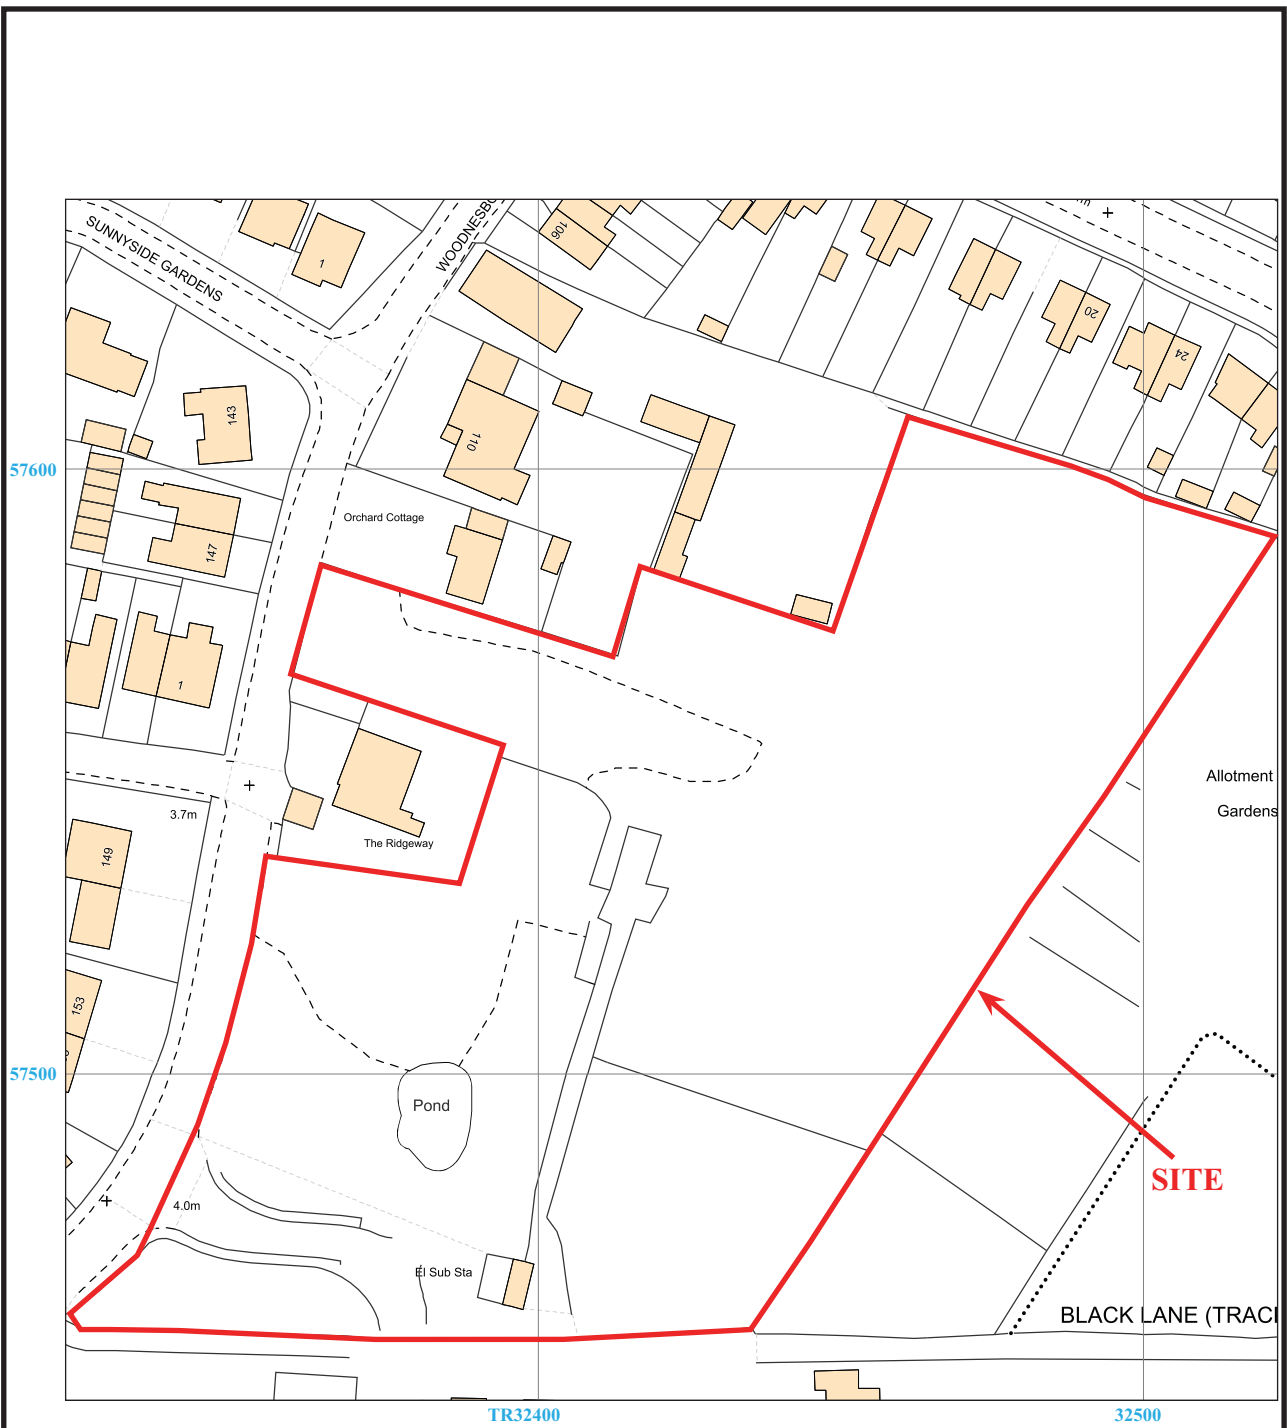 SUNNYSIDE GARDENS
WOODNESBO
106
1
20
24
143
110
57600
Orchard Cottage
147
1
Allotment
Gardens
3.7m
149
The Ridgeway
153
57500
Pond
SITE
4.0m
El Sub Sta
BLACK LANE (TRAC
TR32400
32500